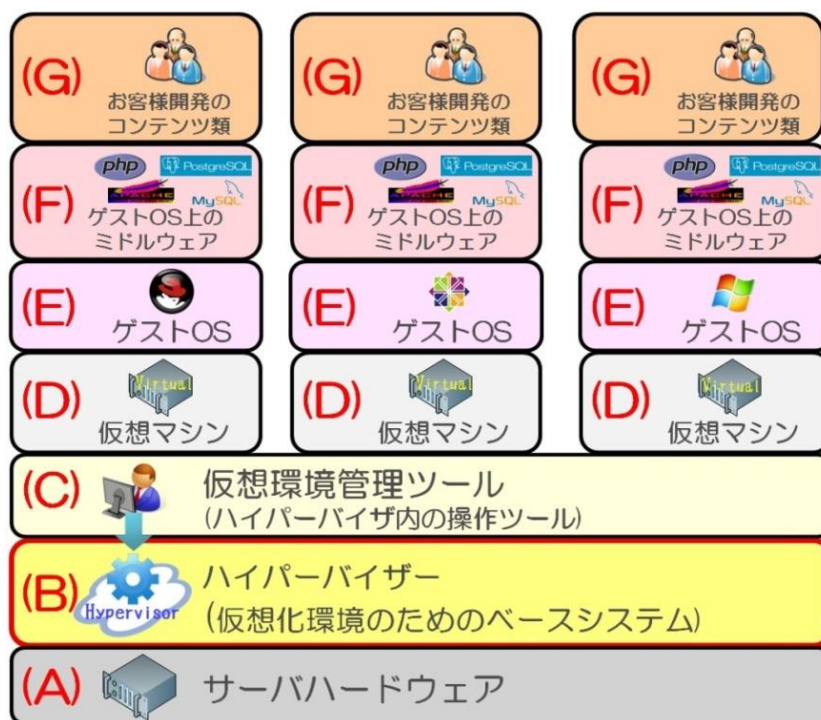 (G)
お客様開発の
コンテンツ類
(G)
お客様開発の
コンテンツ類
(G)
お客様開発の
コンテンツ類
php PostgreSQL
APACHE MySQL
(F)
ゲストOS上の
ミドルウェア
php PostgreSQL
APACHE MySQL
(F)
ゲストOS上の
ミドルウェア
php PostgreSQL
APACHE MySQL
(F)
ゲストOS上の
ミドルウェア
(E)
ゲストOS
(E)
ゲストOS
(E)
ゲストOS
(D)
Virtual
仮想マシン
(D)
Virtual
仮想マシン
(D)
Virtual
仮想マシン
(C)
仮想環境管理ツール
(ハイパーバイザ内の操作ツール)
(B)
Hypervisor
ハイパーバイザー
(仮想化環境のためのベースシステム)
(A)
サーバハードウェア